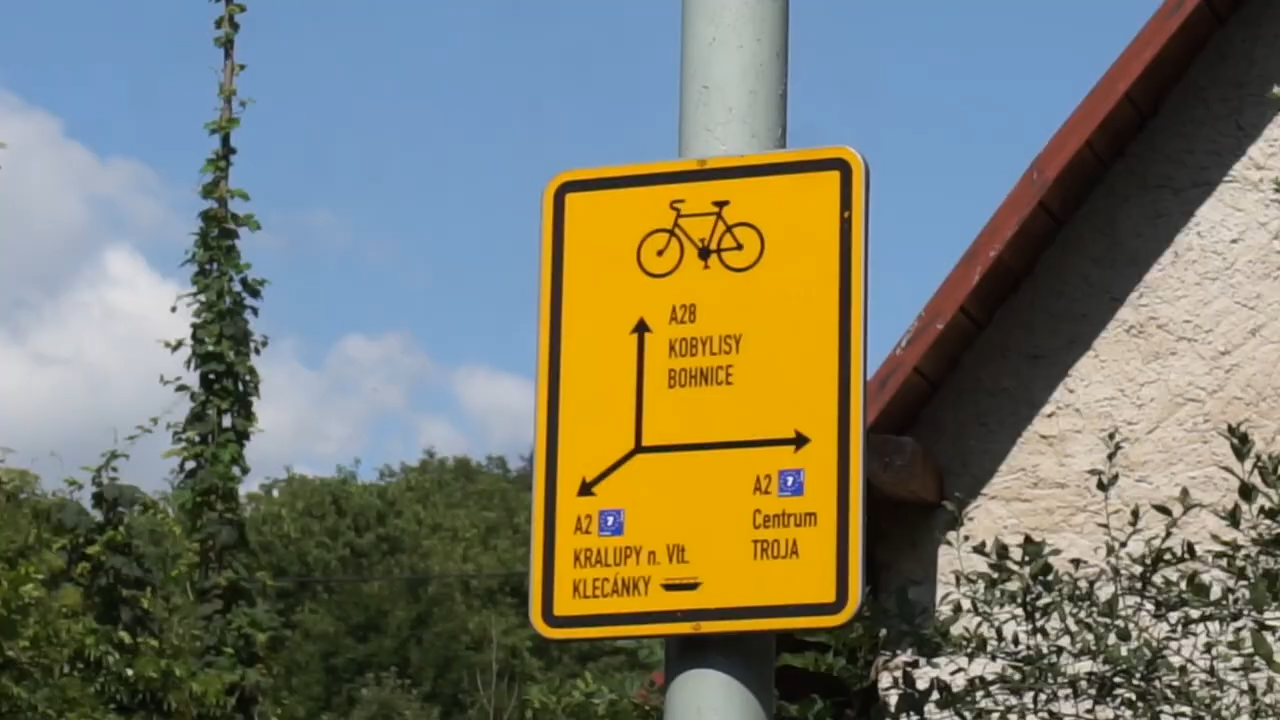 A28
KOBYLISY
BOHNICE
A2 7
Centrum
TROJA
A2 7
KRALUPY n. Vlt.
KLECÁNKY